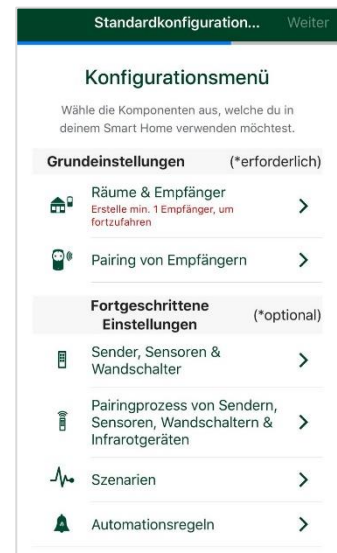 Standardkonfiguration... Weiter
Konfigurationsmenü
Wähle die Komponenten aus, welche du in
deinem Smart Home verwenden möchtest.
Grundeinstellungen (*erforderlich)
Räume & Empfänger
Erstelle min. 1 Empfänger, um
fortzufahren
Pairing von Empfängern
Fortgeschrittene
Einstellungen (*optional)
Sender, Sensoren &
Wandschalter
Pairingprozess von Sendern,
Sensoren, Wandschaltern &
Infrarotgeräten
Szenarien
Automationsregeln